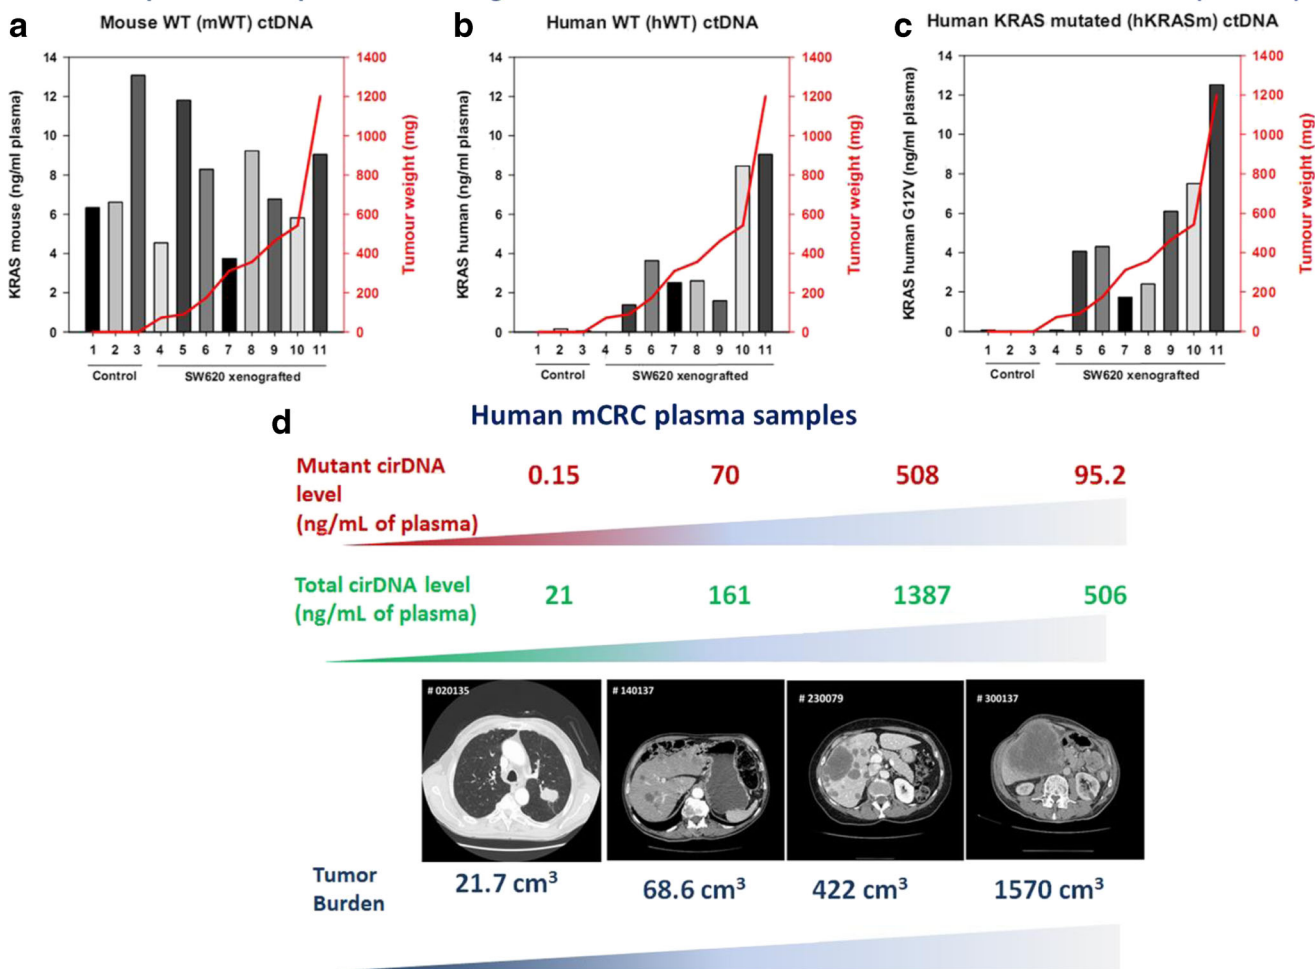 a
Mouse WT (mWT) ctDNA
KRAS mouse (ng/ml plasma)
14
12
10
8
6
4
2
0
1400
1200
1000
800
600
400
200
0
Tumour weight (mg)
1 2 3 4 5 6 7 8 9 10 11
Control SW620 xenografted
b
Human WT (hWT) ctDNA
KRAS human (ng/ml plasma)
14
12
10
8
6
4
2
0
1400
1200
1000
800
600
400
200
0
Tumour weight (mg)
1 2 3 4 5 6 7 8 9 10 11
Control SW620 xenografted
c
Human KRAS mutated (hKRASm) ctDNA
KRAS human G12V (ng/ml plasma)
14
12
10
8
6
4
2
0
1400
1200
1000
800
600
400
200
0
Tumour weight (mg)
1 2 3 4 5 6 7 8 9 10 11
Control SW620 xenografted
d
Human mCRC plasma samples
Mutant cirDNA
level
(ng/mL of plasma)
0.15 70 508 95.2
Total cirDNA level
(ng/mL of plasma)
21 161 1387 506
# 020135 # 140137 # 230079 # 300137
Tumor
Burden
21.7 cm³ 68.6 cm³ 422 cm³ 1570 cm³